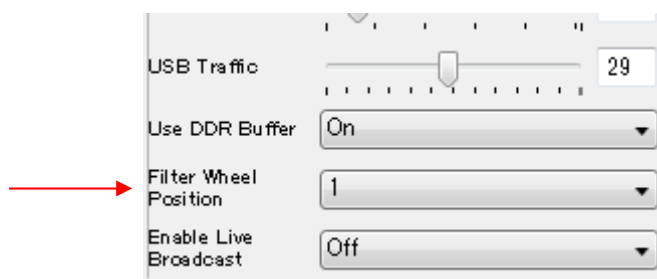 USB Traffic
29
Use DDR Buffer
On
Filter Wheel
Position
1
Enable Live
Broadcast
Off